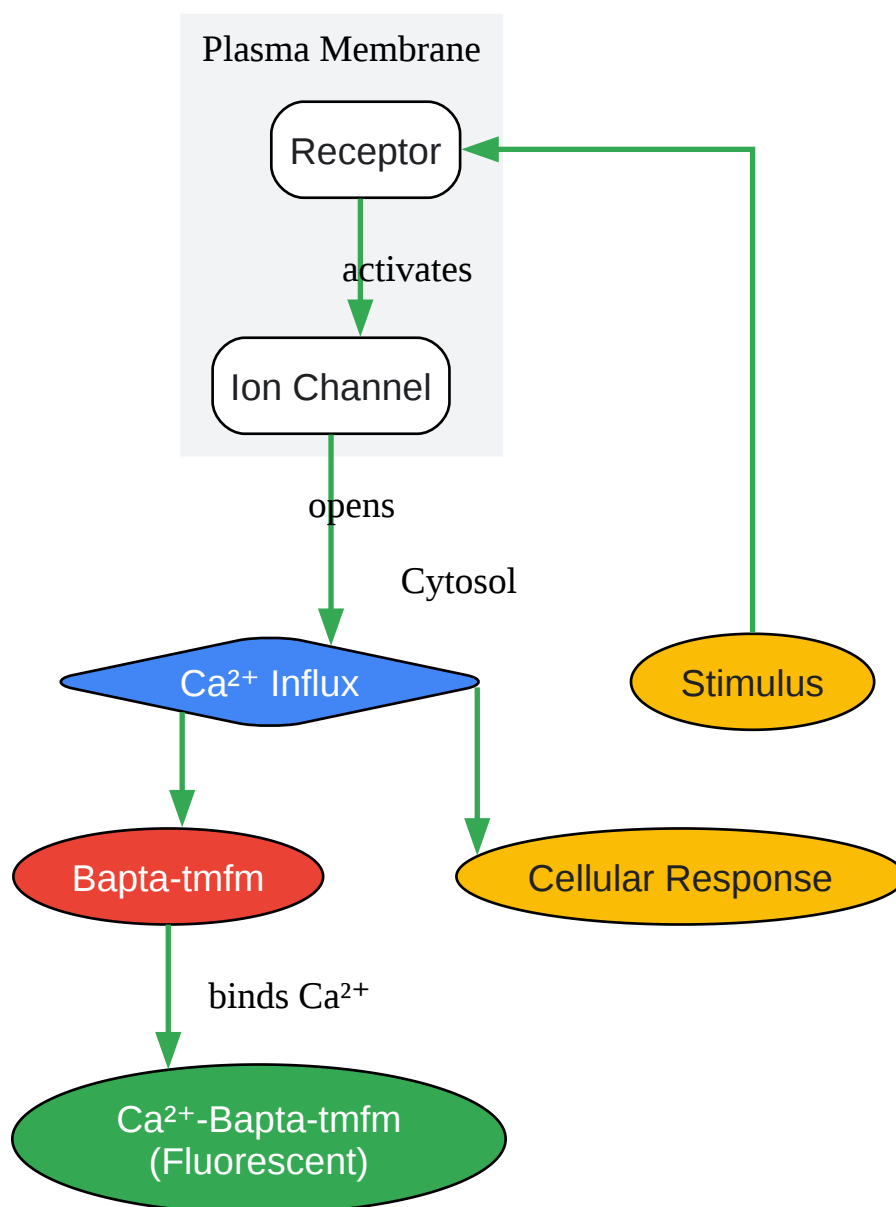 Plasma Membrane
Receptor
activates
Ion Channel
opens
Cytosol
Ca²⁺ Influx
Stimulus
Bapta-tmfm
Cellular Response
binds Ca²⁺
Ca²⁺-Bapta-tmfm
(Fluorescent)